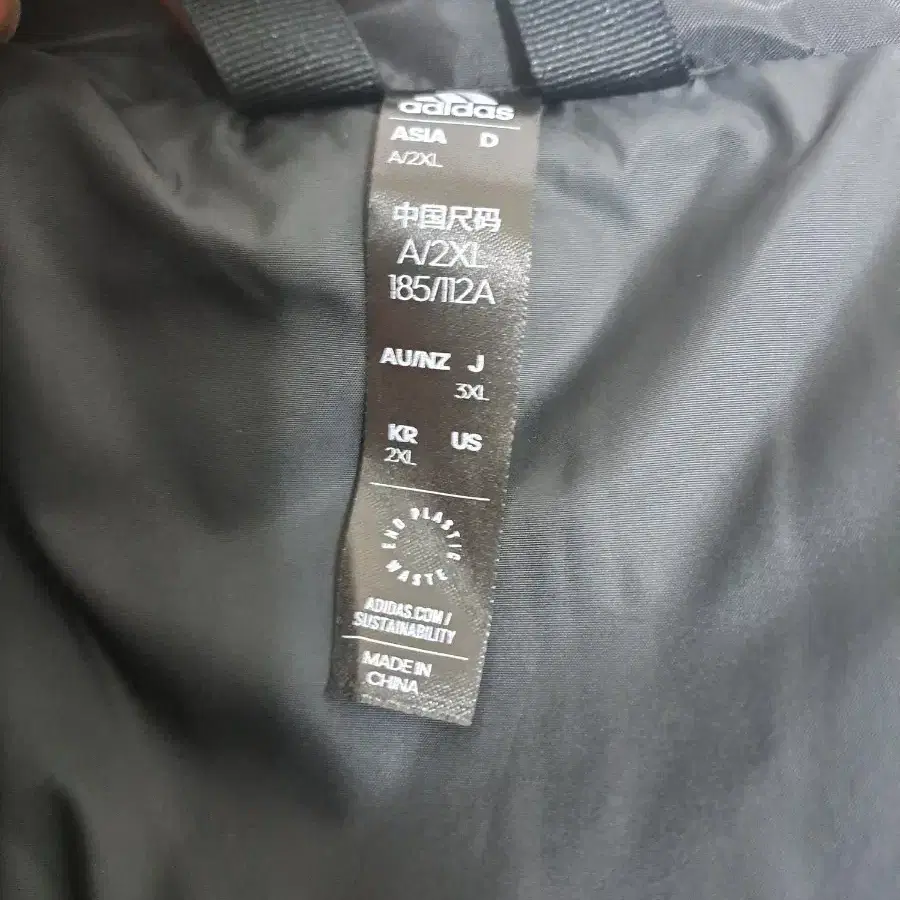 adidas
ASIA D
A/2XL
中国尺码
A/2XL
185/112A
AU/NZ J
3XL
KR US
2XL
END PLASTIC WASTE
ADIDAS.COM/
SUSTAINABILITY
MADE IN
CHINA